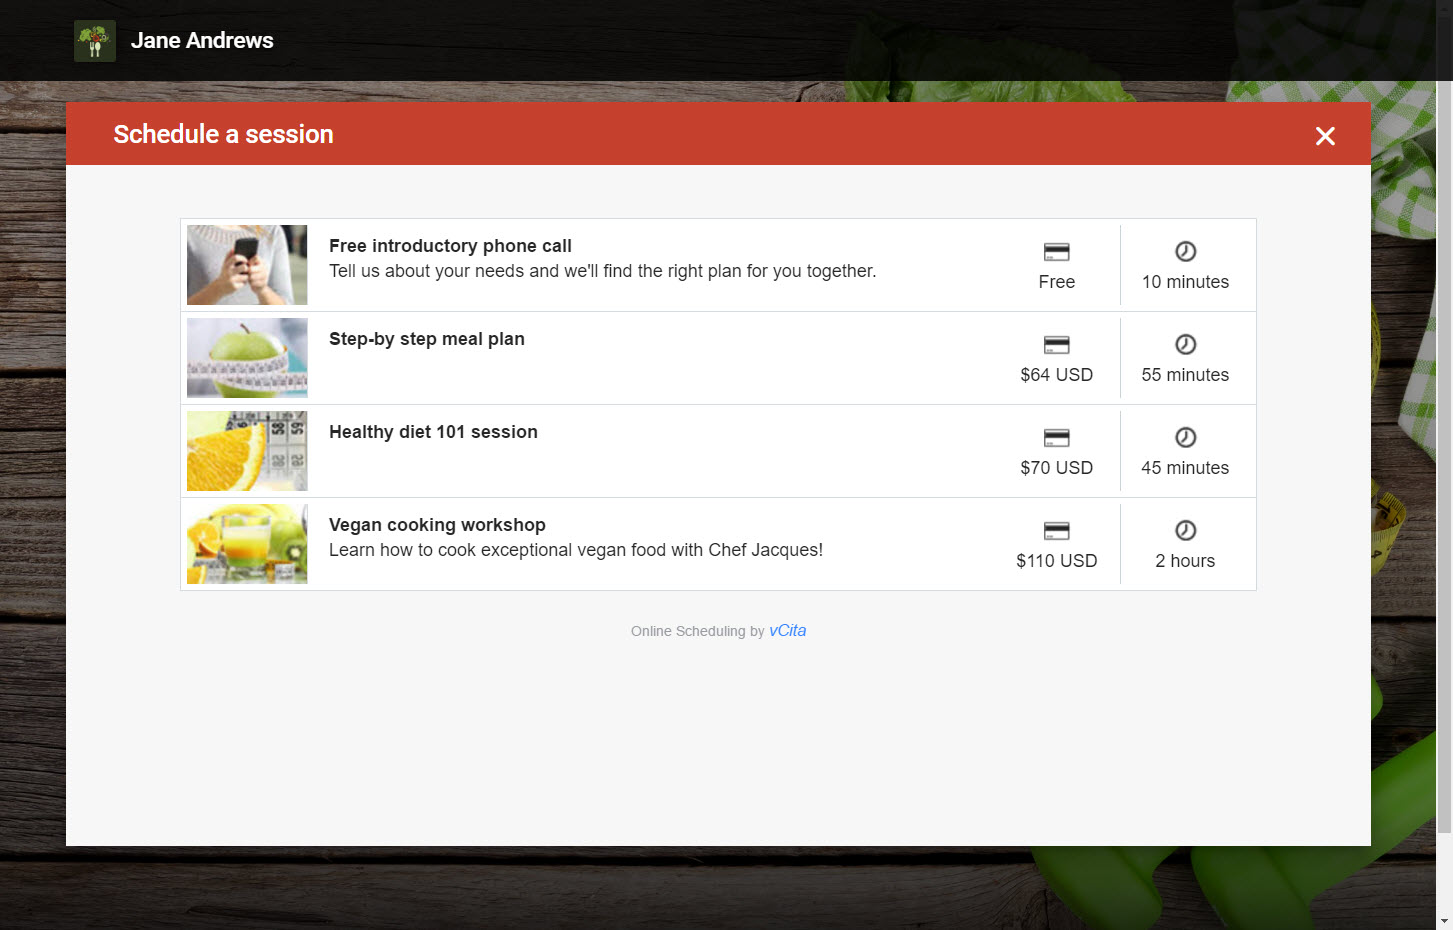 Jane Andrews
Schedule a session
Free introductory phone call
Tell us about your needs and we'll find the right plan for you together.
Free
10 minutes
Step-by step meal plan
$64 USD
55 minutes
Healthy diet 101 session
$70 USD
45 minutes
Vegan cooking workshop
Learn how to cook exceptional vegan food with Chef Jacques!
$110 USD
2 hours
Online Scheduling by vCita